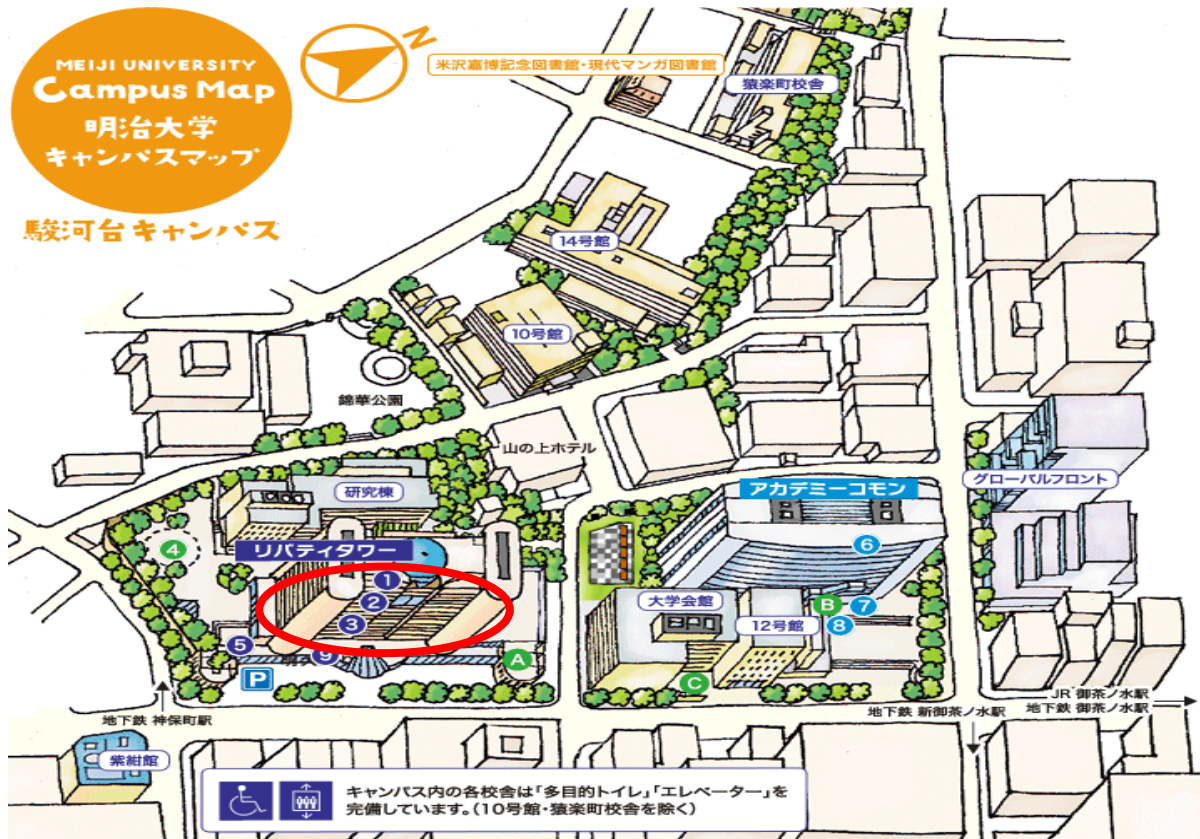 MEIJI UNIVERSITY
Campus Map
明治大学
キャンパスマップ
駿河台キャンパス
N
米沢嘉博記念図書館・現代マンガ図書館
猿楽町校舎
14号館
10号館
錦華公園
山の上ホテル
研究棟
リバティタワー
アカデミーコモン
グローバルフロント
大学会館
12号館
1
2
3
4
5
6
7
8
9
A
B
C
P
地下鉄 神保町駅
紫紺館
JR 御茶ノ水駅
地下鉄 御茶ノ水駅
地下鉄 新御茶ノ水駅
キャンパス内の各校舎は「多目的トイレ」「エレベーター」を
完備しています。(10号館・猿楽町校舎を除く)